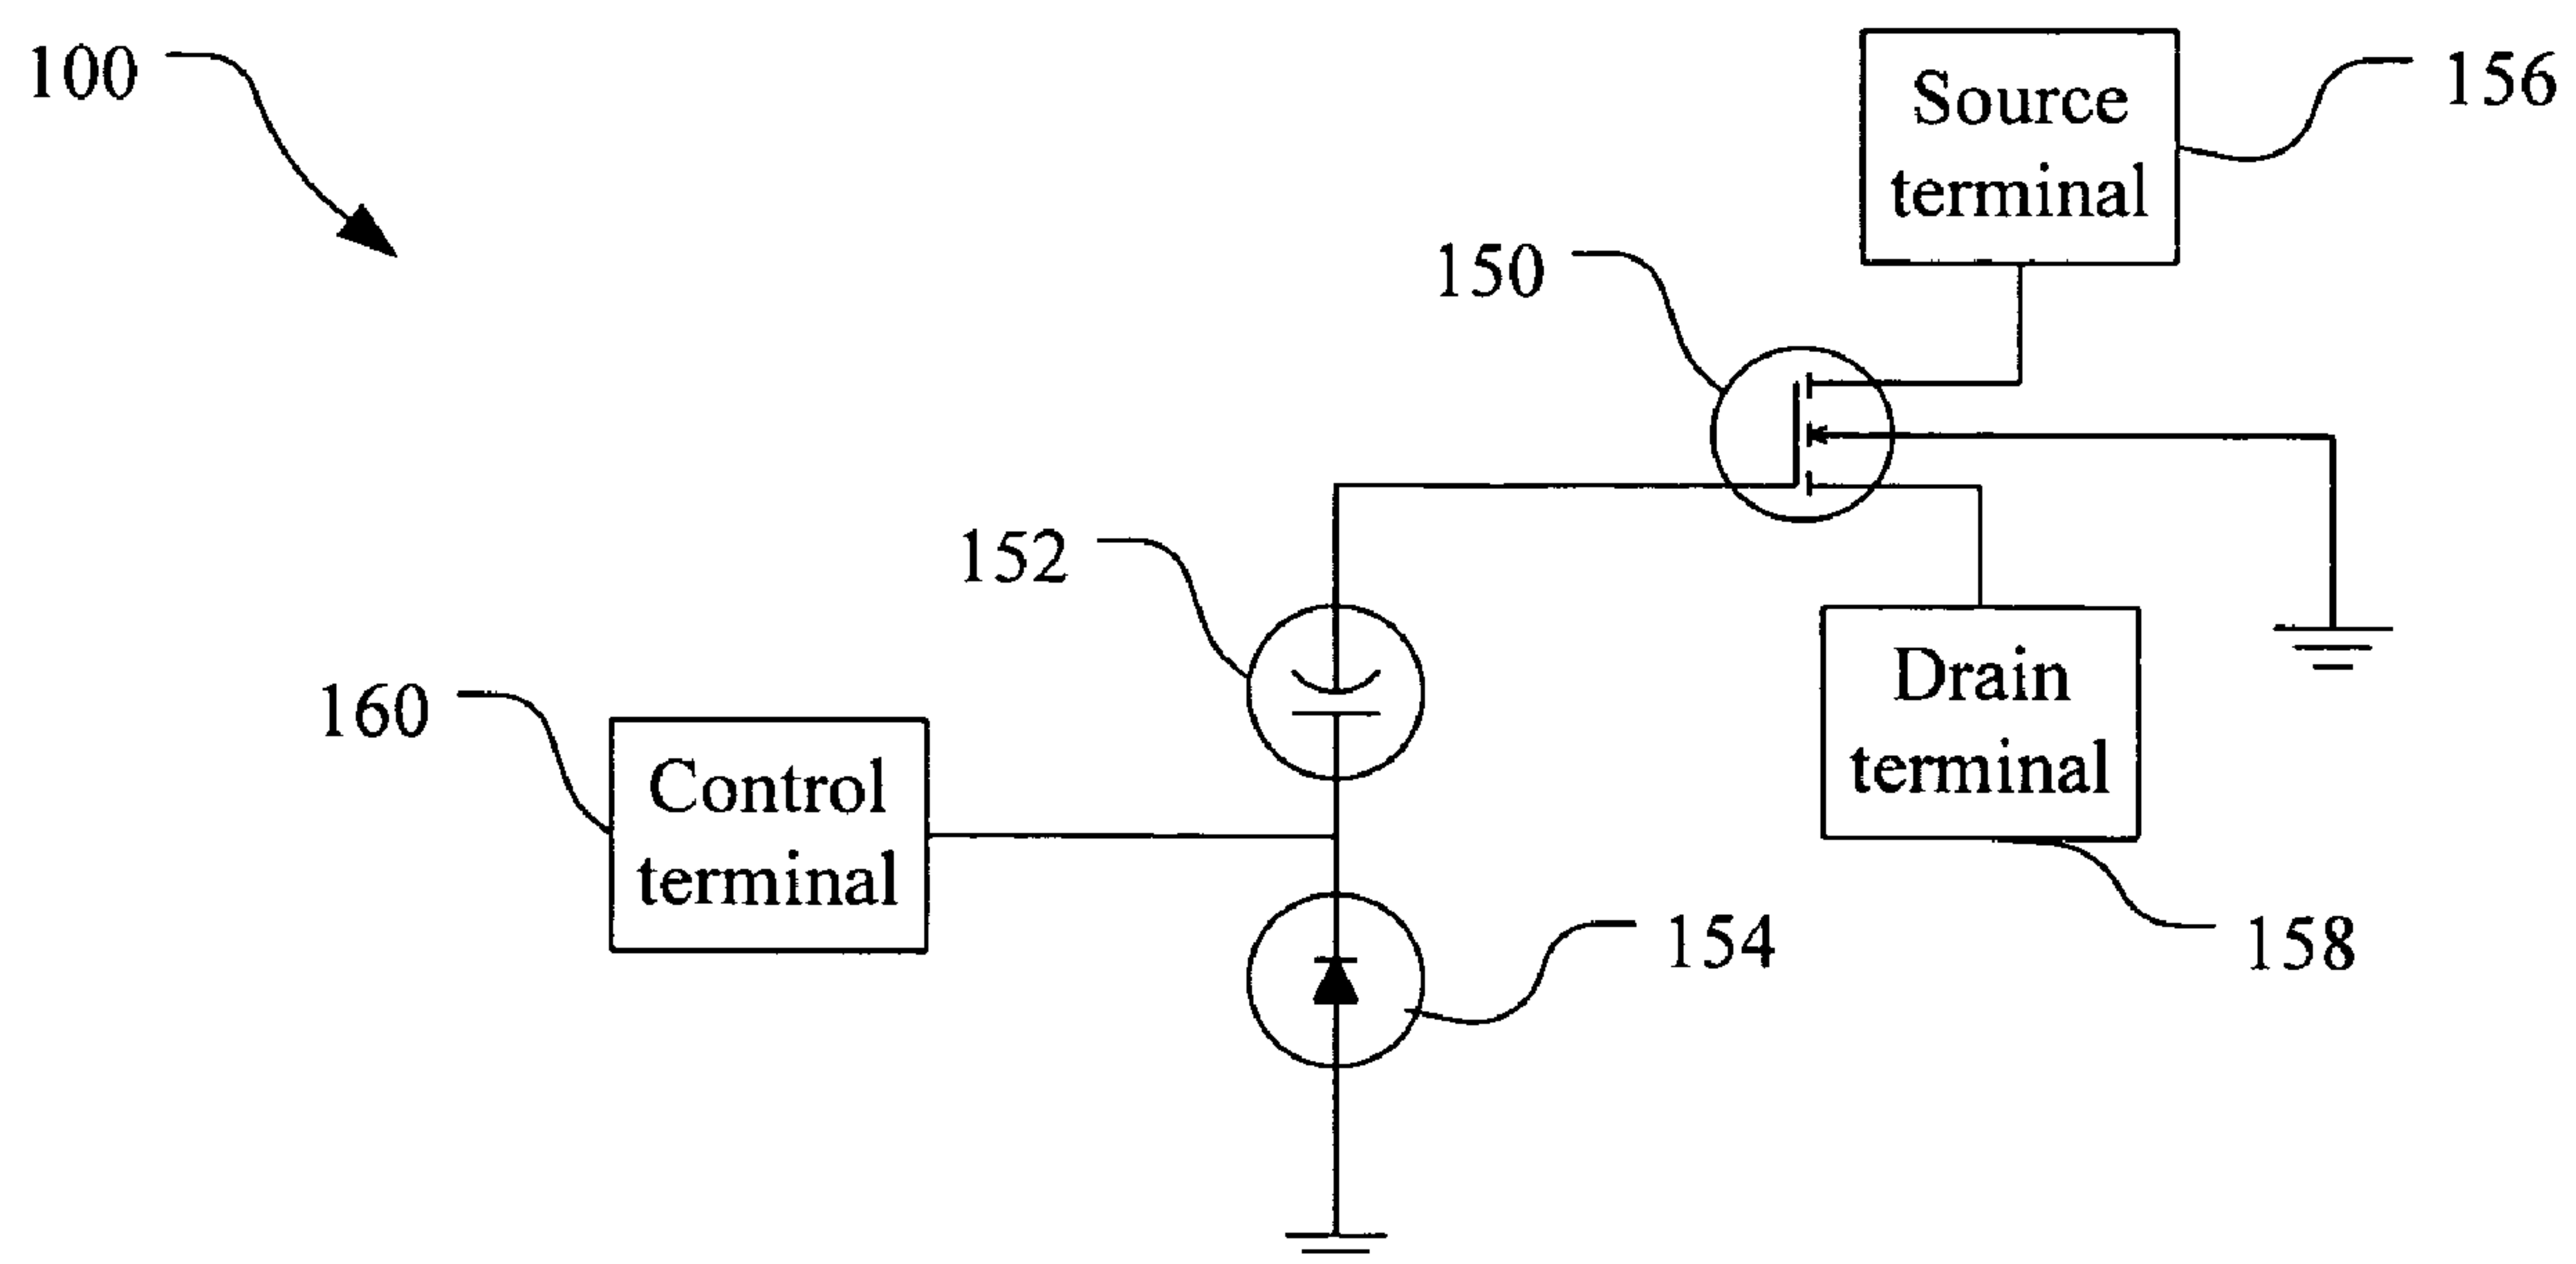 100
Source
terminal
156
150
152
160
Control
terminal
Drain
terminal
154
158